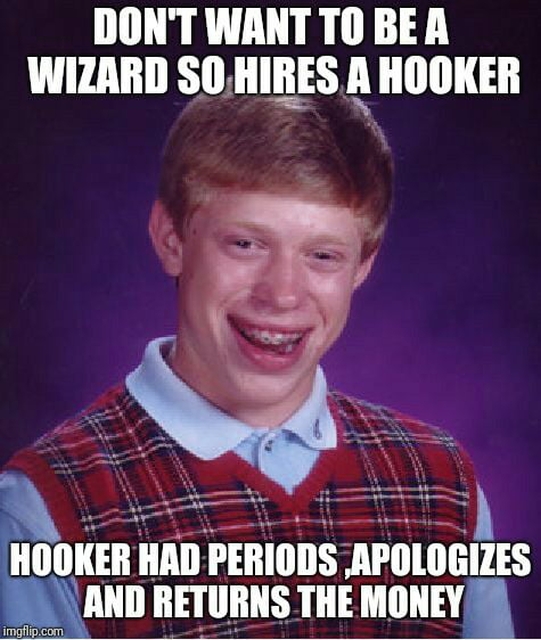 DON'T WANT TO BE A
WIZARD SO HIRES A HOOKER
HOOKER HAD PERIODS ,APOLOGIZES
AND RETURNS THE MONEY
imgflip.com